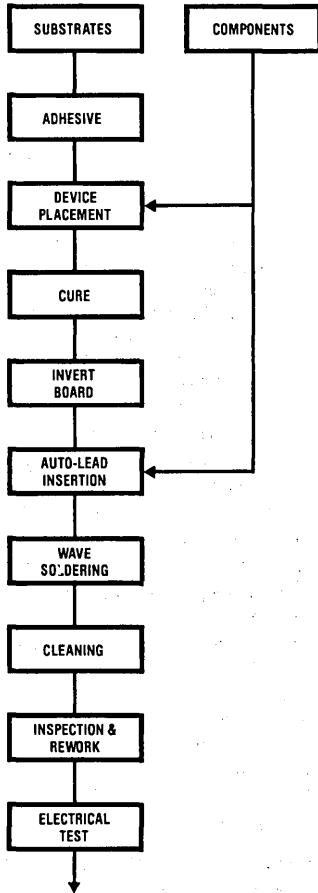 SUBSTRATES
COMPONENTS
ADHESIVE
DEVICE
PLACEMENT
CURE
INVERT
BOARD
AUTO-LEAD
INSERTION
WAVE
SOLDERING
CLEANING
INSPECTION &
REWORK
ELECTRICAL
TEST